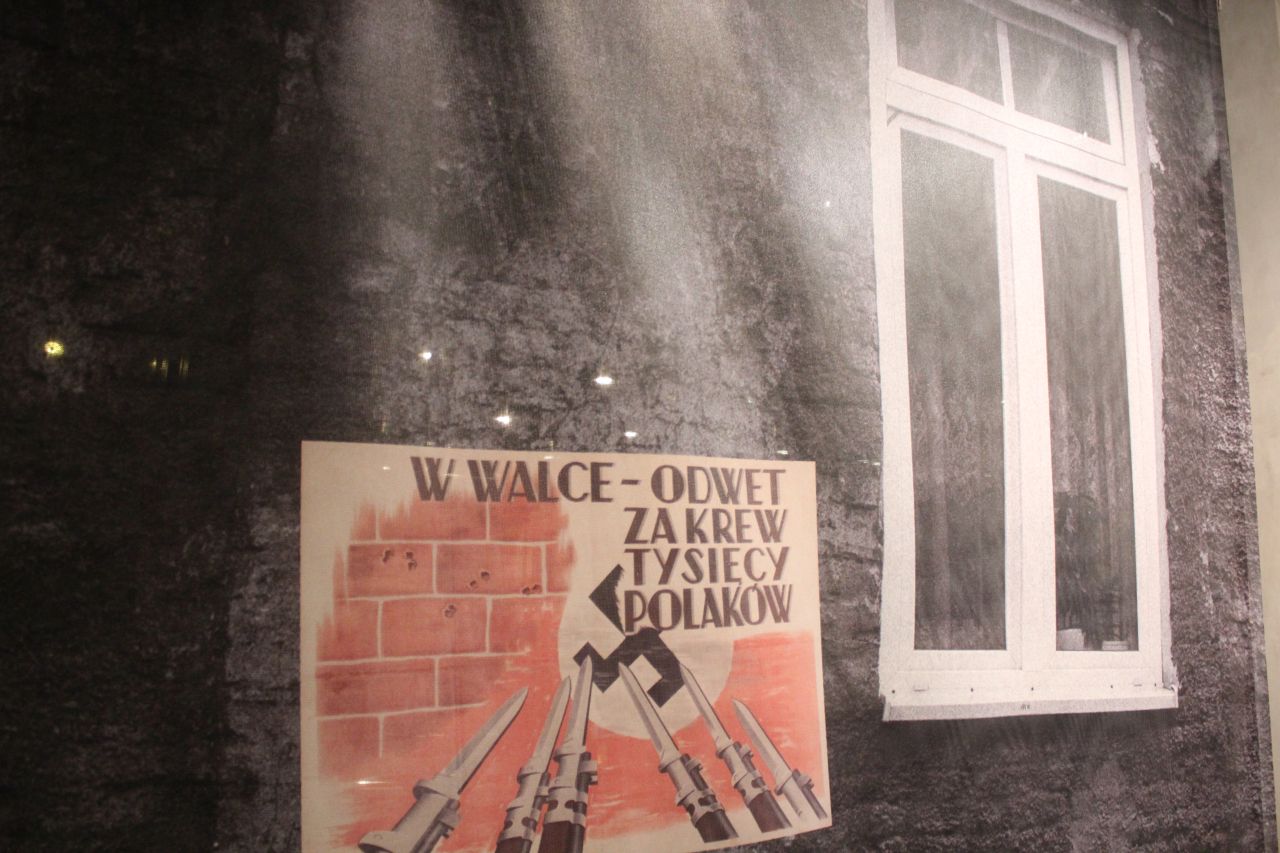 W WALCE – ODWET
ZA KREW
TYSIĘCY
POLAKÓW